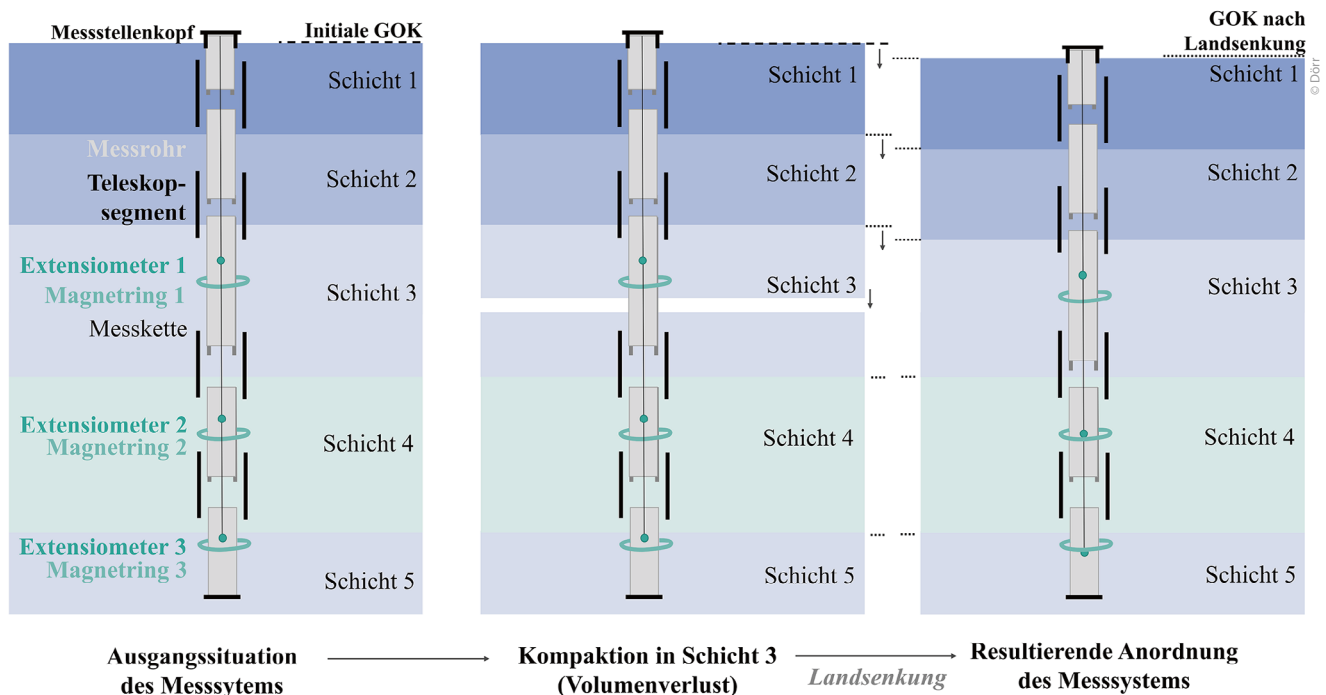 Messstellenkopf
Initiale GOK
Schicht 1
Messrohr
Teleskop-
segment
Schicht 2
Extensiometer 1
Magnetring 1
Schicht 3
Messkette
Extensiometer 2
Magnetring 2
Schicht 4
Extensiometer 3
Magnetring 3
Schicht 5
Schicht 1
Schicht 2
Schicht 3
Schicht 4
Schicht 5
GOK nach
Landsenkung
Schicht 1
Schicht 2
Schicht 3
Schicht 4
Schicht 5
© Dörr
Ausgangssituation
des Messsytems
Kompaktion in Schicht 3
(Volumenverlust)
Landsenkung
Resultierende Anordnung
des Messsystems